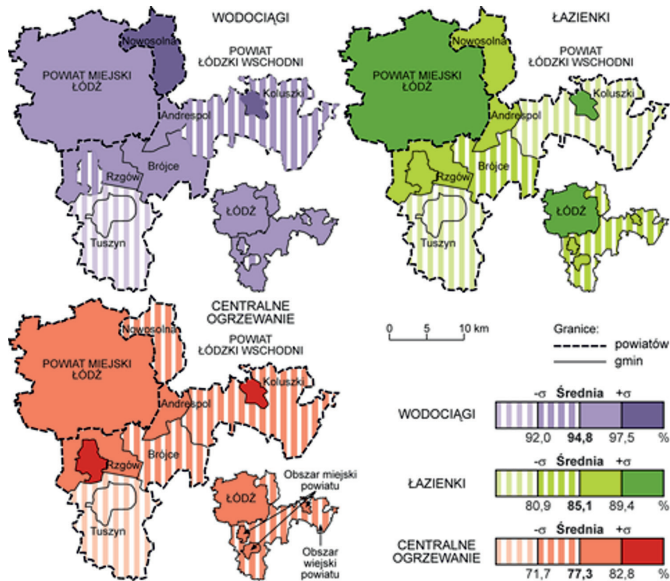 WODOCIĄGI
Nowosolna
POWIAT
ŁÓDZKI WSCHODNI
POWIAT MIEJSKI
ŁÓDŹ
Koluszki
Andrespol
Brójce
Rzgów
Tuszyn
ŁÓDŹ
ŁAZIENKI
Nowosolna
POWIAT
ŁÓDZKI WSCHODNI
POWIAT MIEJSKI
ŁÓDŹ
Koluszki
Andrespol
Brójce
Rzgów
Tuszyn
ŁÓDŹ
CENTRALNE
OGRZEWANIE
Nowosolna
POWIAT
ŁÓDZKI WSCHODNI
POWIAT MIEJSKI
ŁÓDŹ
Koluszki
Andrespol
Brójce
Rzgów
Tuszyn
Obszar miejski
powiatu
ŁÓDŹ
Obszar
wiejski
powiatu
0 5 10 km
Granice:
powiatów
gmin
-σ Średnia +σ
WODOCIĄGI
92,0 94,8 97,5 %
-σ Średnia +σ
ŁAZIENKI
80,9 85,1 89,4 %
-σ Średnia +σ
CENTRALNE
OGRZEWANIE
71,7 77,3 82,8 %